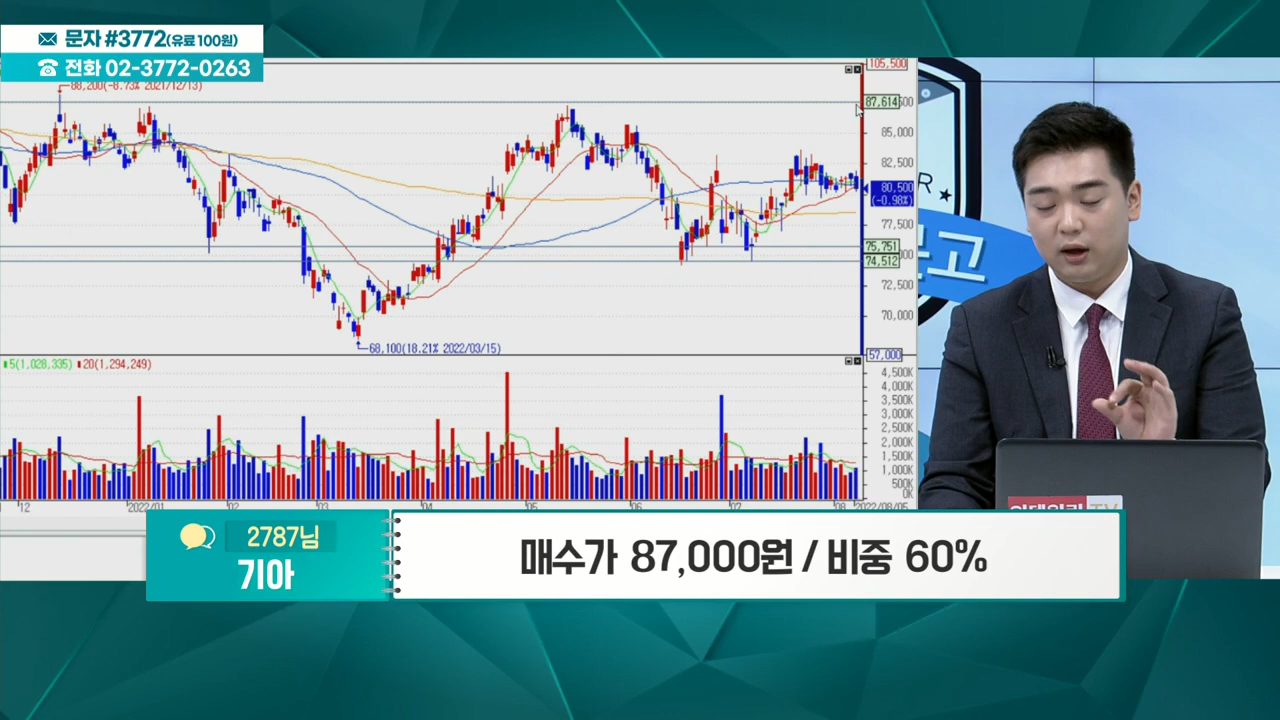 문자 #3772(유료 100원)
전화 02-3772-0263
88,200(-8.73% 2021/12/13)
105,500
87,614
85,000
82,500
80,500
(-0.98%)
77,500
75,751
74,512
72,500
70,000
68,100(18.21% 2022/03/15)
57,000
5(1,028,335) 20(1,294,249)
4,500K
4,000K
3,500K
3,000K
2,500K
2,000K
1,500K
1,000K
500K
0K
12 2022/01 02 03 04 05 06 07 08 2022/08/05
R
고
2787님
기아
매수가 87,000원 / 비중 60%